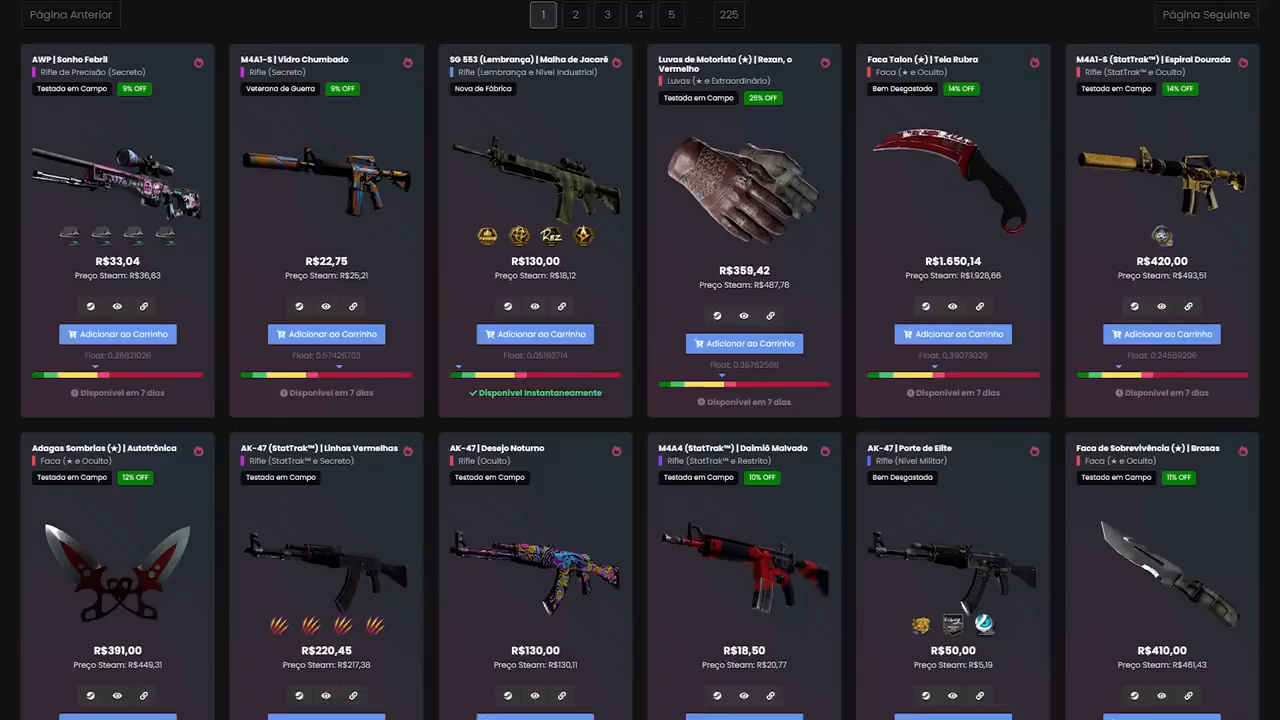 Página Anterior
1
2
3
4
5
225
Página Seguinte
AWP | Sonho Febril
Rifle de Precisão (Secreto)
Testada em Campo
9% OFF
R$33,04
Preço Steam: R$36,63
Adicionar ao Carrinho
Float: 0.36821026
Disponível em 7 dias
M4A1-S | Vidro Chumbado
Rifle (Secreto)
Veterana de Guerra
9% OFF
R$22,75
Preço Steam: R$25,21
Adicionar ao Carrinho
Float: 0.57426703
Disponível em 7 dias
SG 553 (Lembrança) | Malha de Jacaré
Rifle (Lembrança e Nível Industrial)
Nova de Fábrica
REZ
R$130,00
Preço Steam: R$18,12
Adicionar ao Carrinho
Float: 0.05193714
Disponível Instantaneamente
Luvas de Motorista (★) | Rezan, o
Vermelho
Luvas (★ e Extraordinário)
Testada em Campo
26% OFF
R$359,42
Preço Steam: R$487,78
Adicionar ao Carrinho
Float: 0.36762568
Disponível em 7 dias
Faca Talon (★) | Teia Rubra
Faca (★ e Oculto)
Bem Desgastada
14% OFF
R$1.650,14
Preço Steam: R$1.928,66
Adicionar ao Carrinho
Float: 0.39073029
Disponível em 7 dias
M4A1-S (StatTrak™) | Espiral Dourada
Rifle (StatTrak™ e Oculto)
Testada em Campo
14% OFF
R$420,00
Preço Steam: R$493,51
Adicionar ao Carrinho
Float: 0.24569206
Disponível em 7 dias
Adagas Sombrias (★) | Autotrônica
Faca (★ e Oculto)
Testada em Campo
12% OFF
R$391,00
Preço Steam: R$449,31
AK-47 (StatTrak™) | Linhas Vermelhas
Rifle (StatTrak™ e Secreto)
Testada em Campo
R$220,45
Preço Steam: R$217,38
AK-47 | Desejo Noturno
Rifle (Oculto)
Testada em Campo
R$130,00
Preço Steam: R$130,11
M4A4 (StatTrak™) | Daimiô Malvado
Rifle (StatTrak™ e Restrito)
Testada em Campo
10% OFF
R$18,50
Preço Steam: R$20,77
AK-47 | Porte de Elite
Rifle (Nível Militar)
Bem Desgastada
R$50,00
Preço Steam: R$5,19
Faca de Sobrevivência (★) | Brasas
Faca (★ e Oculto)
Testada em Campo
11% OFF
R$410,00
Preço Steam: R$461,43